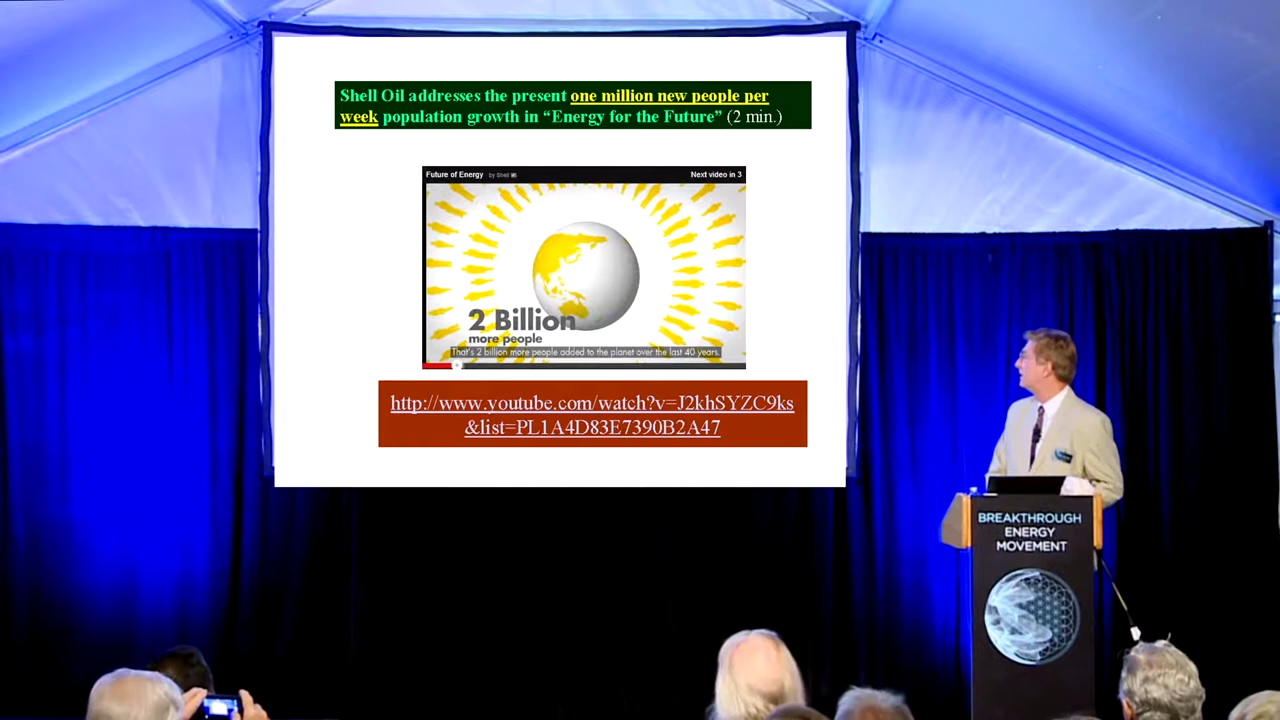 Shell Oil addresses the present one million new people per
week population growth in “Energy for the Future” (2 min.)
Future of Energy by Shell
Next video in 3
2 Billion
more people
That's 2 billion more people added to the planet over the last 40 years.
http://www.youtube.com/watch?v=J2khSYZC9ks
&list=PL1A4D83E7390B2A47
BREAKTHROUGH
ENERGY
MOVEMENT